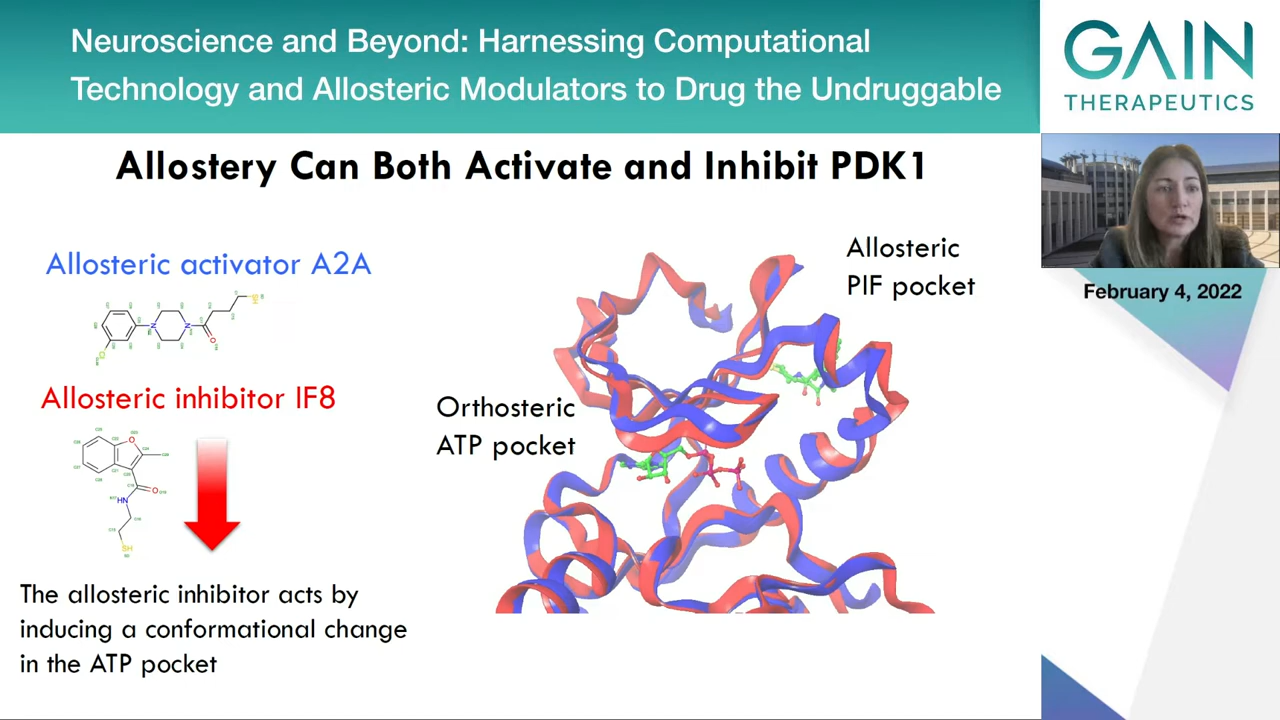 Neuroscience and Beyond: Harnessing Computational
Technology and Allosteric Modulators to Drug the Undruggable
GAIN
THERAPEUTICS
Allostery Can Both Activate and Inhibit PDK1
February 4, 2022
Allosteric activator A2A
Allosteric
PIF pocket
Allosteric inhibitor IF8
Orthosteric
ATP pocket
N
N
O
O
O
HN
SH
The allosteric inhibitor acts by
inducing a conformational change
in the ATP pocket